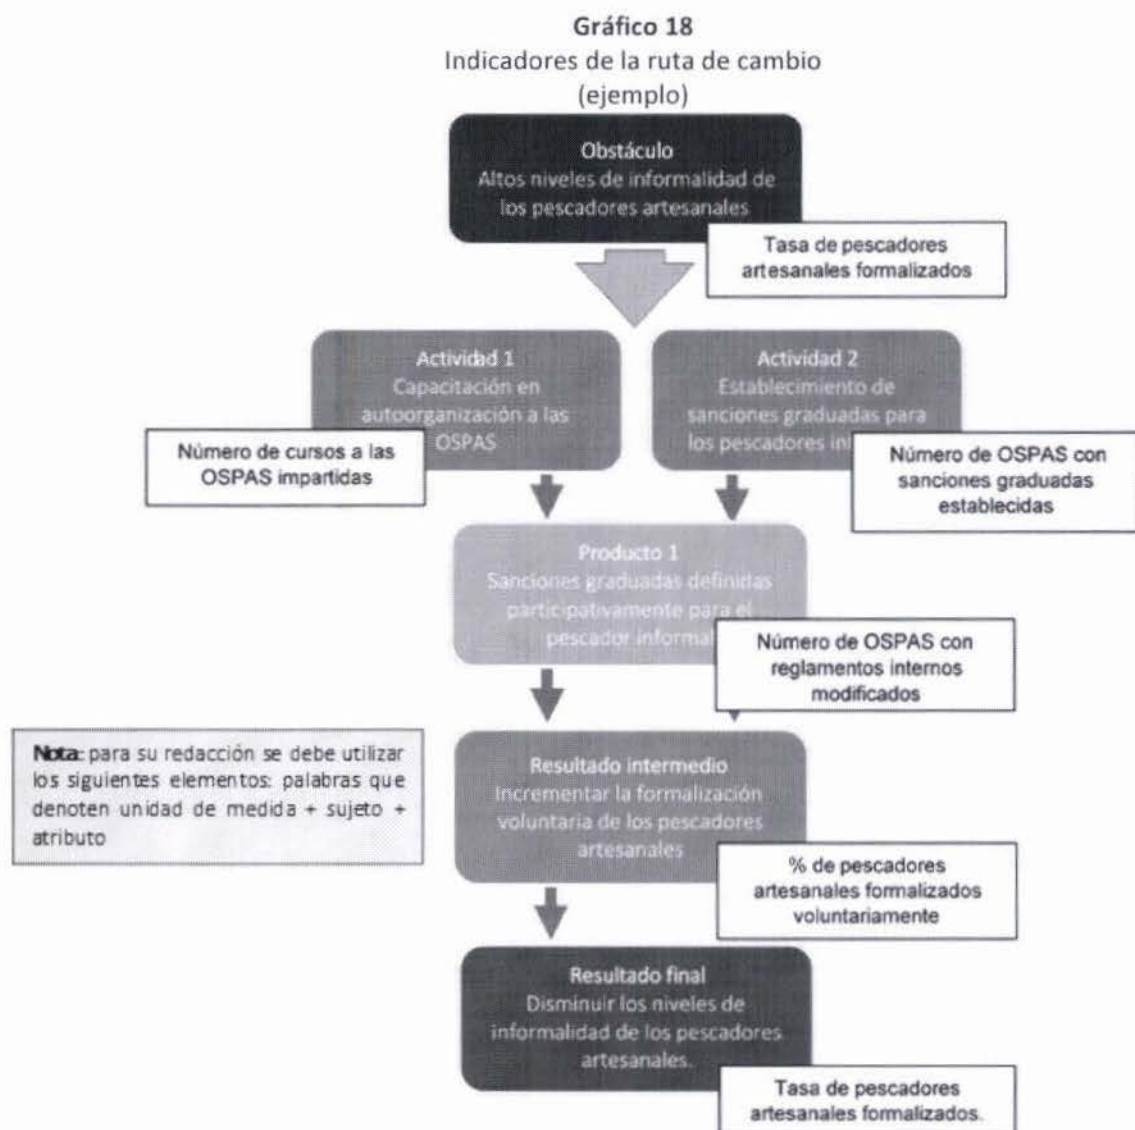 Gráfico 18
Indicadores de la ruta de cambio
(ejemplo)
Obstáculo
Altos niveles de informalidad de
los pescadores artesanales
Tasa de pescadores
artesanales formalizados
Actividad 1
Capacitación en
autoorganización a las
OSPAS
Número de cursos a las
OSPAS impartidas
Actividad 2
Establecimiento de
sanciones graduadas para
los pescadores in
Número de OSPAS con
sanciones graduadas
establecidas
Producto 1
Sanciones graduadas definidas
participativamente para el
pescador informal
Número de OSPAS con
reglamentos internos
modificados
Nota: para su redacción se debe utilizar
los siguientes elementos: palabras que
denoten unidad de medida + sujeto +
atributo
Resultado intermedio
Incrementar la formalización
voluntaria de los pescadores
artesanales
% de pescadores
artesanales formalizados
voluntariamente
Resultado final
Disminuir los niveles de
informalidad de los pescadores
artesanales.
Tasa de pescadores
artesanales formalizados.